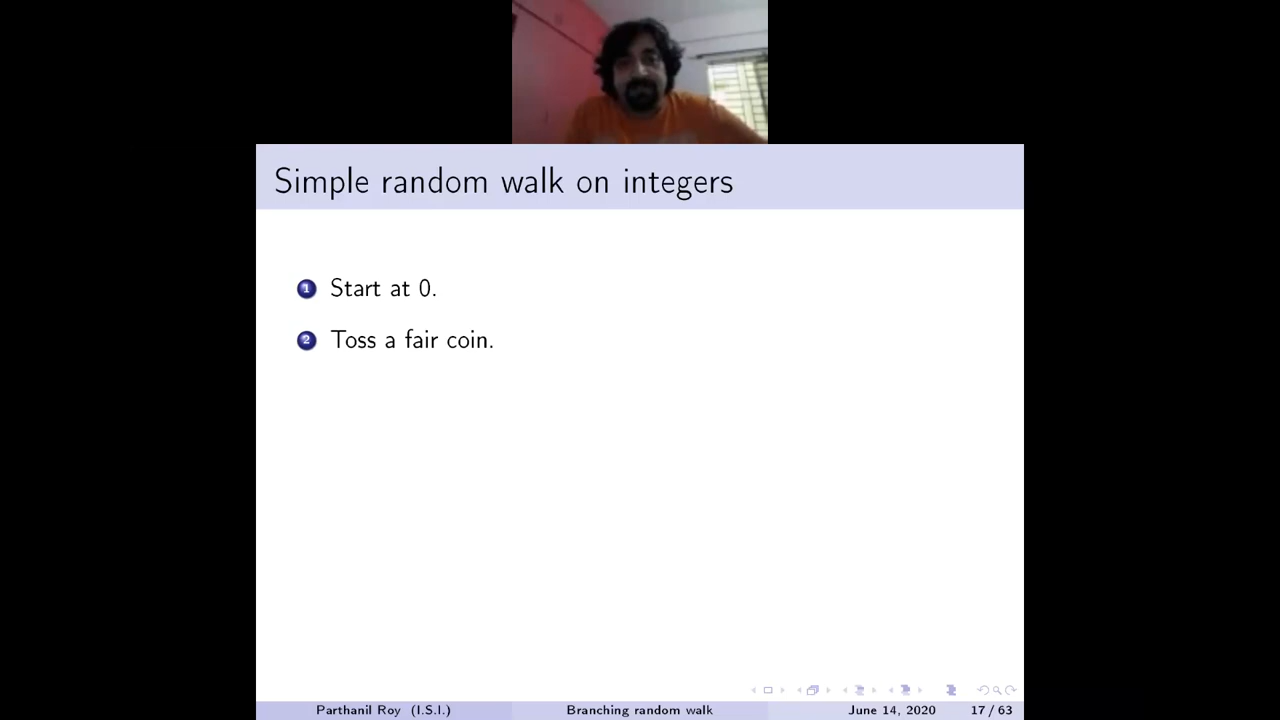 Simple random walk on integers
1 Start at 0.
2 Toss a fair coin.
Parthanil Roy (I.S.I.) Branching random walk June 14, 2020 17 / 63